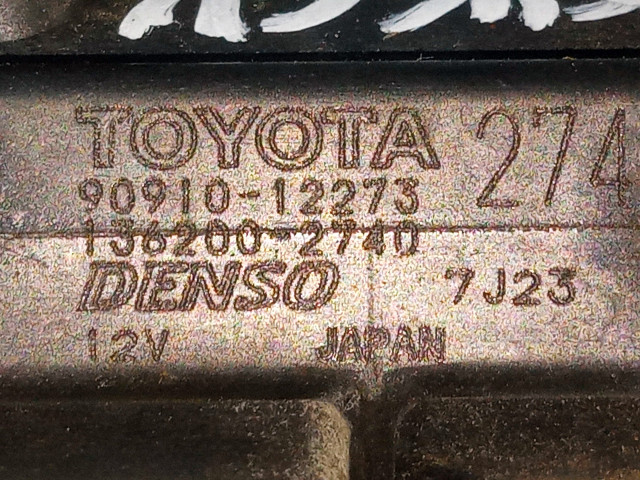 TOYOTA 274
90910-12273
136200-2740
DENSO 7J23
12V JAPAN